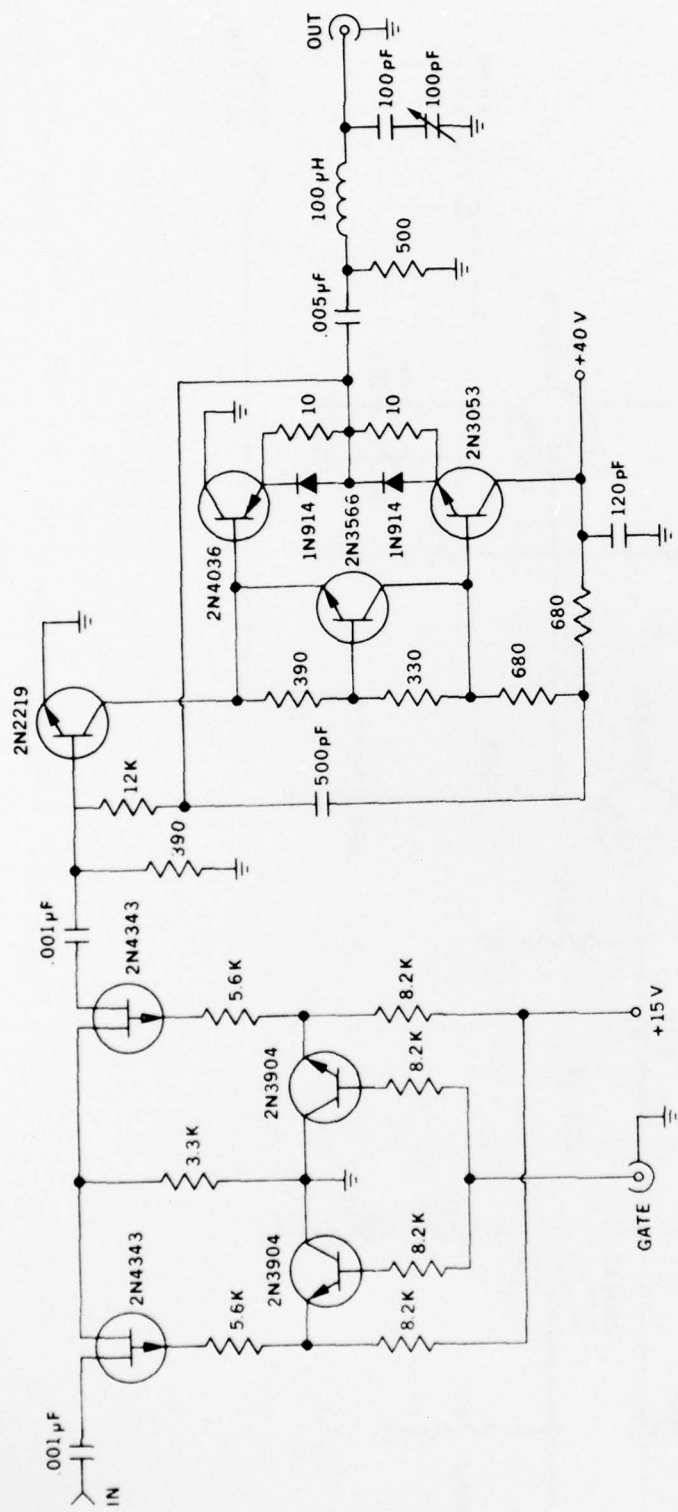 IN
.001μF
2N4343
5.6K
8.2K
2N3904
8.2K
3.3K
2N3904
8.2K
GATE
2N4343
5.6K
8.2K
+15V
.001μF
390
2N2219
12K
500pF
390
330
680
680
2N4036
2N3566
1N914
1N914
10
10
2N3053
120pF
+40V
.005μF
500
100μH
100pF
100pF
OUT